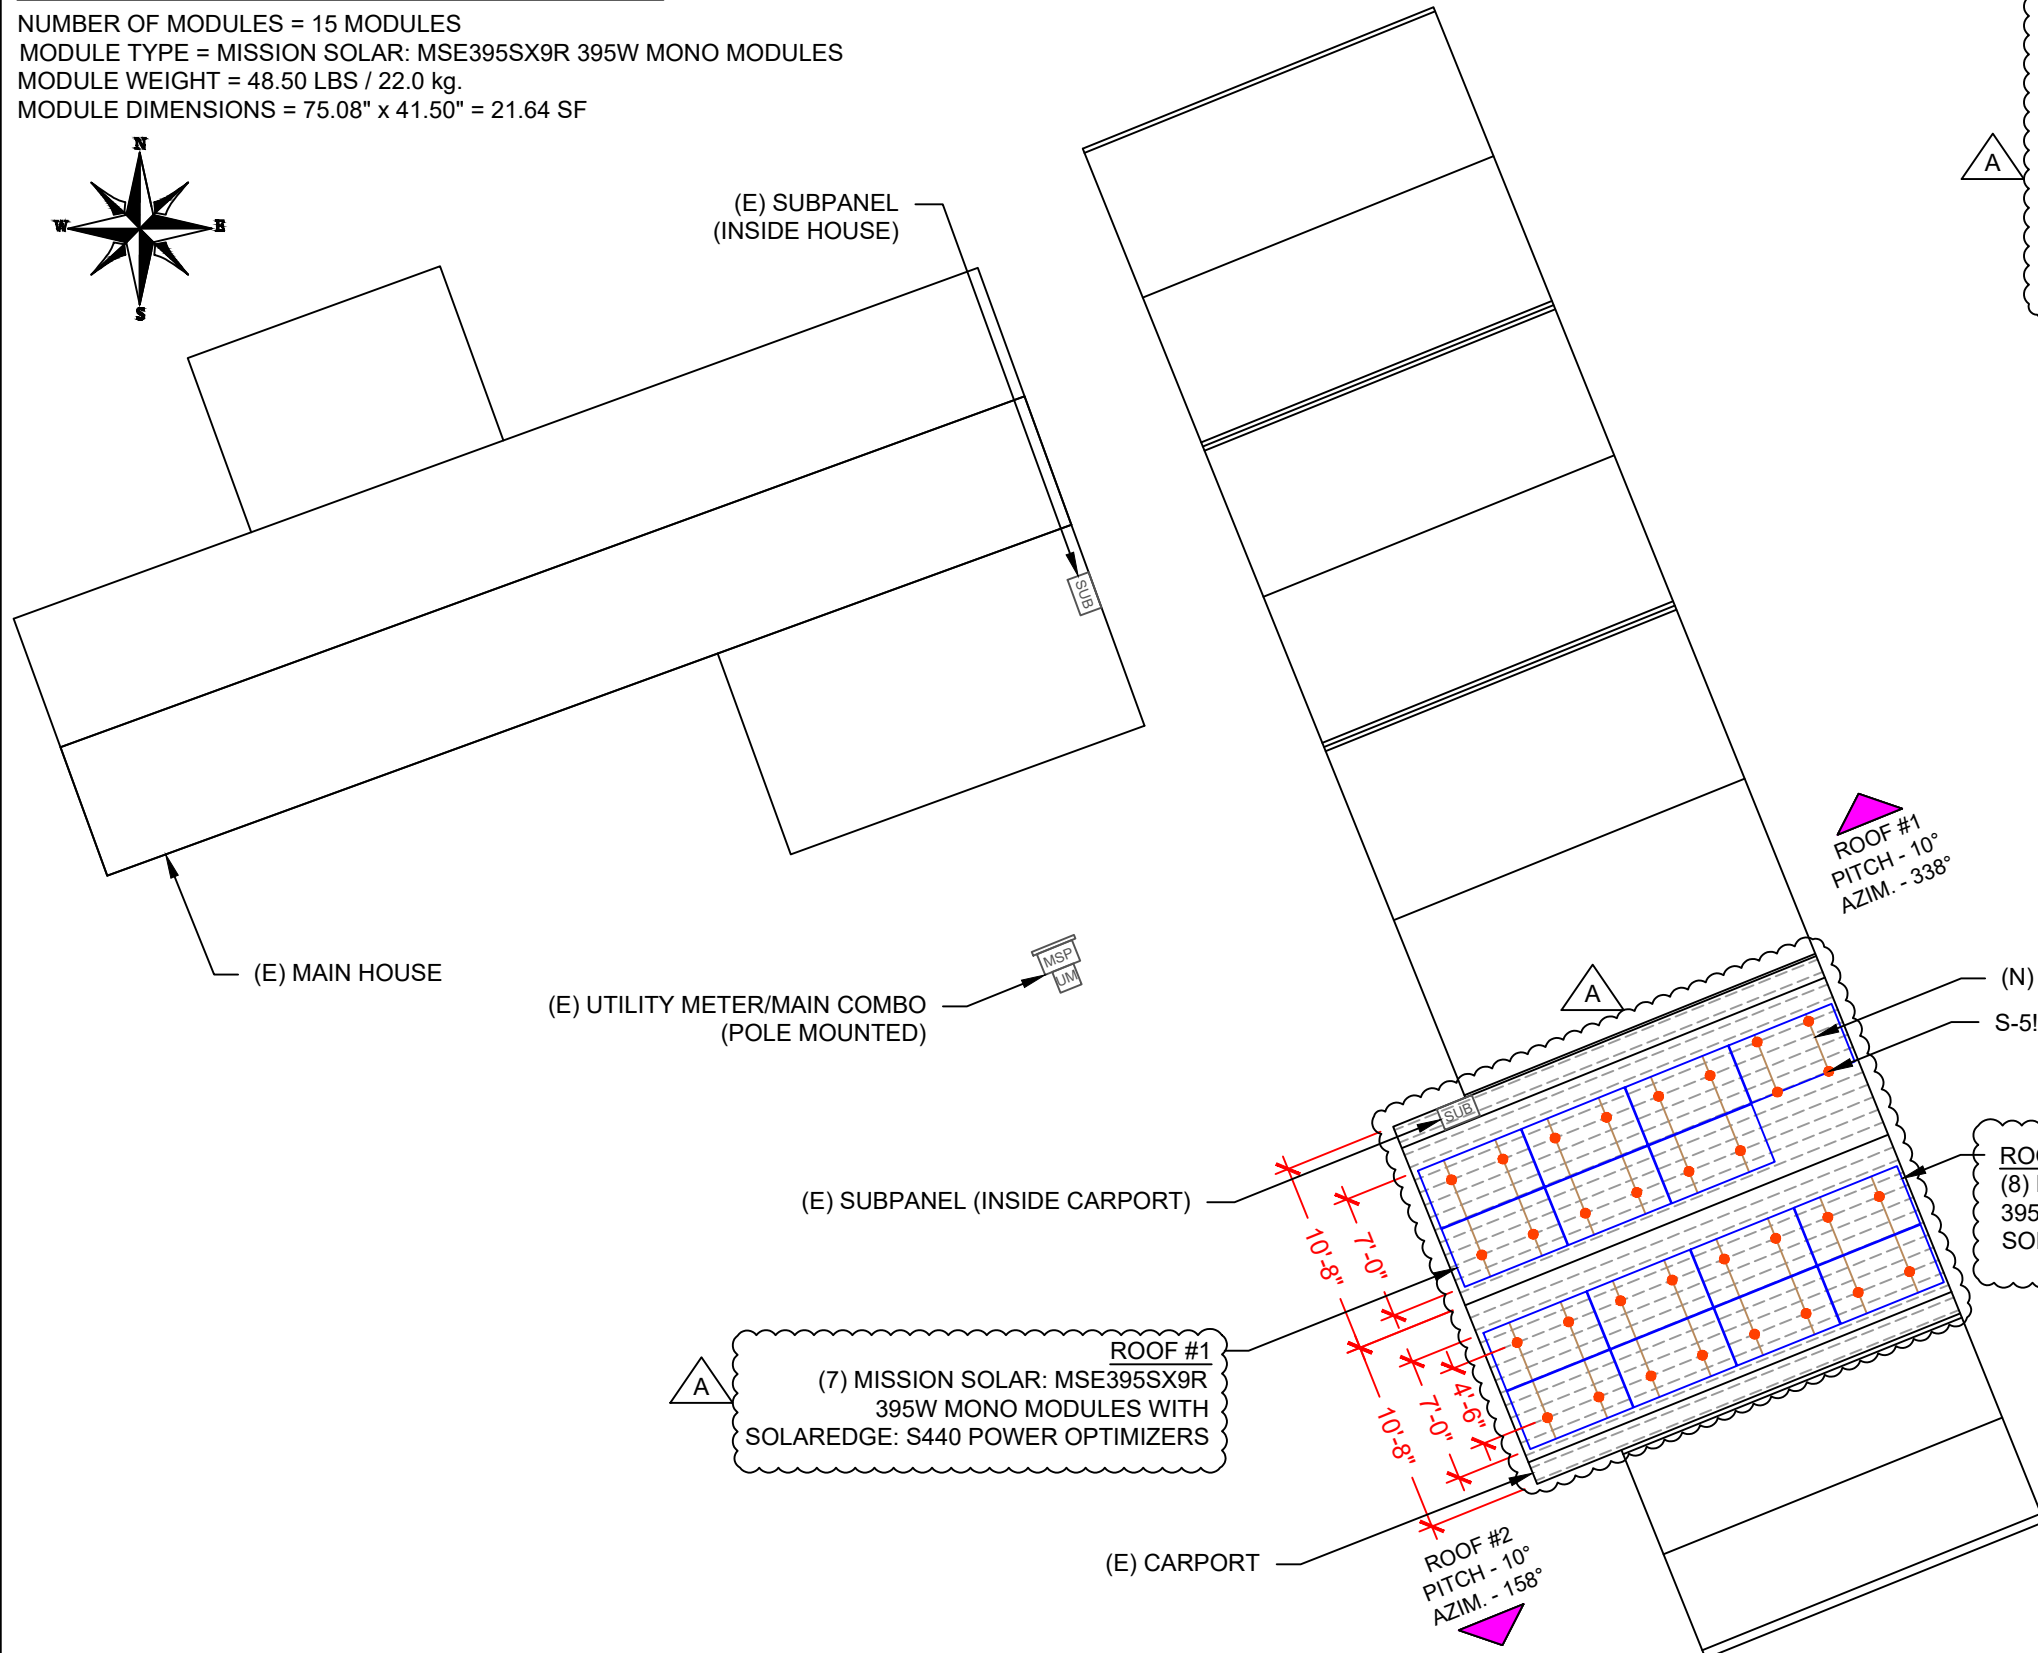 NUMBER OF MODULES = 15 MODULES
MODULE TYPE = MISSION SOLAR: MSE395SX9R 395W MONO MODULES
MODULE WEIGHT = 48.50 LBS / 22.0 kg.
MODULE DIMENSIONS = 75.08" x 41.50" = 21.64 SF
N
W
E
S
A
(E) SUBPANEL
(INSIDE HOUSE)
SUB
ROOF #1
PITCH - 10°
AZIM. - 338°
(E) MAIN HOUSE
MSP
UM
(E) UTILITY METER/MAIN COMBO
(POLE MOUNTED)
A
(N)
S-5!
SUB
(E) SUBPANEL (INSIDE CARPORT)
ROO
(8)
395
SOL
10'-8"
7'-0"
10'-8"
7'-0"
4'-6"
A
ROOF #1
(7) MISSION SOLAR: MSE395SX9R
395W MONO MODULES WITH
SOLAREDGE: S440 POWER OPTIMIZERS
(E) CARPORT
ROOF #2
PITCH - 10°
AZIM. - 158°